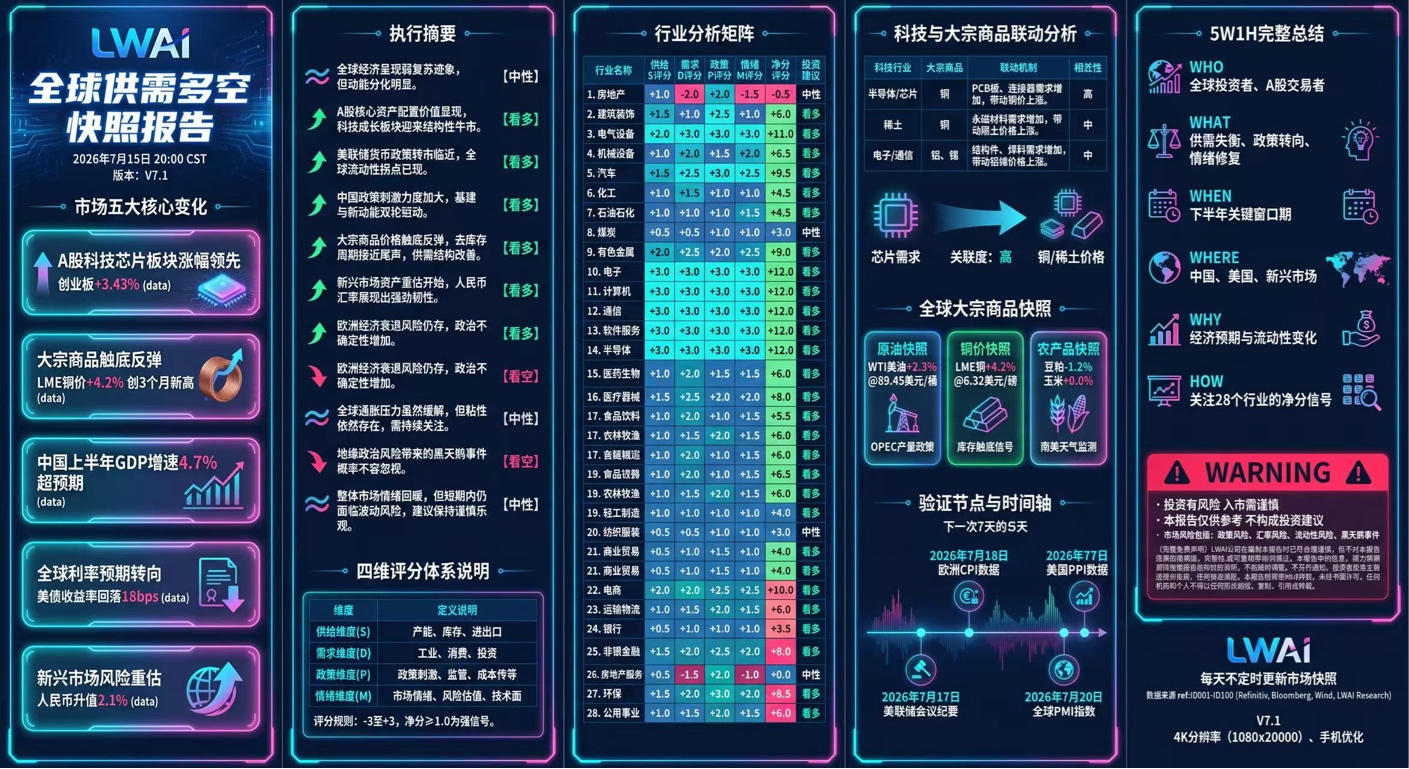 LWAi
全球供需多空
快照报告
2026年7月15日 20:00 CST
版本：V7.1
市场五大核心变化
A股科技芯片板块涨幅领先
创业板+3.43% (data)
大宗商品触底反弹
LME铜价+4.2% 创3个月新高
(data)
中国上半年GDP增速4.7%
超预期
(data)
全球利率预期转向
美债收益率回落18bps (data)
新兴市场风险重估
人民币升值2.1% (data)
执行摘要
全球经济呈现弱复苏迹象，
但动能分化明显。
【中性】
A股核心资产配置价值显现，
科技成长板块迎来结构性牛市。
【看多】
美联储货币政策转市临近，全
球流动性拐点已现。
【看多】
中国政策刺激力度加大，基建
与新动能双轮驱动。
【看多】
大宗商品价格触底反弹，去库存
周期接近尾声，供需结构改善。
【看多】
新兴市场资产重估开始，人民币
汇率展现出强劲韧性。
【看多】
欧洲经济衰退风险仍存，政治不
确定性增加。
【看多】
欧洲经济衰退风险仍存，政治不
确定性增加。
【看空】
全球通胀压力虽然缓解，但粘性
依然存在，需持续关注。
【中性】
地缘政治风险带来的黑天鹅事件
概率不容忽视。
【看空】
整体市场情绪回暖，但短期内仍
面临波动风险，建议保持谨慎乐
观。
【中性】
四维评分体系说明
维度 定义说明
供给维度(S) 产能、库存、进出口
需求维度(D) 工业、消费、投资
政策维度(P) 政策刺激、监管、成本传等
情绪维度(M) 市场情绪、风险估值、技术面
评分规则：-3至+3，净分≥1.0为强信号。
行业分析矩阵
行业名称 供给S评分 需求D评分 政策P评分 情绪M评分 净分评分 投资建议
1. 房地产 +1.0 -2.0 +2.0 -1.5 -0.5 中性
2. 建筑装饰 +1.5 +1.0 +2.5 +1.0 +6.0 看多
3. 电气设备 +2.0 +3.0 +3.0 +3.0 +11.0 看多
4. 机械设备 +1.0 +2.0 +1.5 +2.0 +6.5 看多
5. 汽车 +1.5 +2.5 +3.0 +2.5 +9.5 看多
6. 化工 +1.0 +1.5 +1.0 +1.0 +4.5 看多
7. 石油石化 +1.0 +1.0 +1.0 +1.5 +4.5 看多
8. 煤炭 +0.5 +0.5 +1.0 +1.0 +3.0 中性
9. 有色金属 +2.0 +2.5 +2.0 +2.5 +9.0 看多
10. 电子 +3.0 +3.0 +3.0 +3.0 +12.0 看多
11. 计算机 +3.0 +3.0 +3.0 +3.0 +12.0 看多
12. 通信 +3.0 +3.0 +3.0 +3.0 +12.0 看多
13. 软件服务 +3.0 +3.0 +3.0 +3.0 +12.0 看多
14. 半导体 +3.0 +3.0 +3.0 +3.0 +12.0 看多
15. 医药生物 +1.0 +2.0 +1.5 +1.5 +6.0 看多
16. 医疗器械 +1.5 +2.5 +2.0 +2.0 +8.0 看多
17. 食品饮料 +1.0 +2.0 +1.0 +1.5 +5.5 看多
17. 农林牧渔 +1.0 +1.5 +2.0 +1.5 +6.0 看多
17. +1.0 +2.0 +1.5 +1.5 +6.0 看多
19. 食品 +1.0 +2.0 +1.5 +1.5 +6.5 看多
19. 农林牧渔 +1.0 +1.5 +2.0 +1.5 +6.0 看多
19. 轻工制造 +1.0 +1.0 +1.0 +1.0 +4.0 看多
20. 纺织服装 +0.5 +0.5 +1.0 +1.0 +3.0 中性
21. 商业贸易 +0.5 +1.0 +1.5 +1.0 +4.0 看多
21. 商业贸易 +0.5 +1.0 +1.5 +1.0 +4.0 看多
22. 电商 +2.0 +2.0 +2.5 +2.5 +10.0 看多
23. 运输物流 +1.0 +1.5 +2.0 +1.5 +6.0 看多
24. 银行 +0.5 +1.0 +1.0 +1.0 +3.5 看多
25. 非银金融 +1.5 +2.0 +2.5 +2.0 +8.0 看多
26. 房地产服务 +0.5 -1.5 +2.0 -1.0 +0.0 中性
27. 环保 +1.5 +2.0 +3.0 +2.0 +8.5 看多
28. 公用事业 +1.0 +1.5 +2.0 +1.5 +6.0 看多
科技与大宗商品联动分析
科技行业 大宗商品 联动机制 相茳性
半导体/芯片 铜 PCB板、连接器需求增加，带动铜价上涨。 高
稀土 铜 永磁材料需求增加，带动 土价格上涨。 中
电子/通信 铝、锡 结构件、焊料需求增加，带动铝锡价格上涨。 中
芯片需求
关联度：高
铜/稀土价格
全球大宗商品快照
原油快照
WTI美油+2.3%
@89.45美元/桶
OPEC产量政策
铜价快照
LME铜+4.2%
@6.32美元/磅
库存触底信号
农产品快照
豆粕-1.2%
玉米+0.0%
南美天气监测
验证节点与时间轴
下一次7天的S天
2026年7月18日
欧洲CPI数据
2026年77日
美国PPI数据
2026年7月17日
美联储会议纪要
2026年7月20日
全球PMI指数
5W1H完整总结
WHO
全球投资者、A股交易者
WHAT
供需失衡、政策转向、
情绪修复
WHEN
下半年关键窗口期
WHERE
中国、美国、新兴市场
WHY
经济预期与流动性变化
HOW
关注28个行业的净分信号
WARNING
· 投资有风险 入市需谨慎
· 本报告仅供参考 不构成投资建议
· 市场风险包括：政策风险、汇率风险、流动性风险、黑天鹅事件
LWAi
每天不定时更新市场快照
数据来源 ref:ID001-ID100 (Refinitiv, Bloomberg, Wind, LWAI Research)
V7.1
4K分辨率（1080x20000）、手机优化